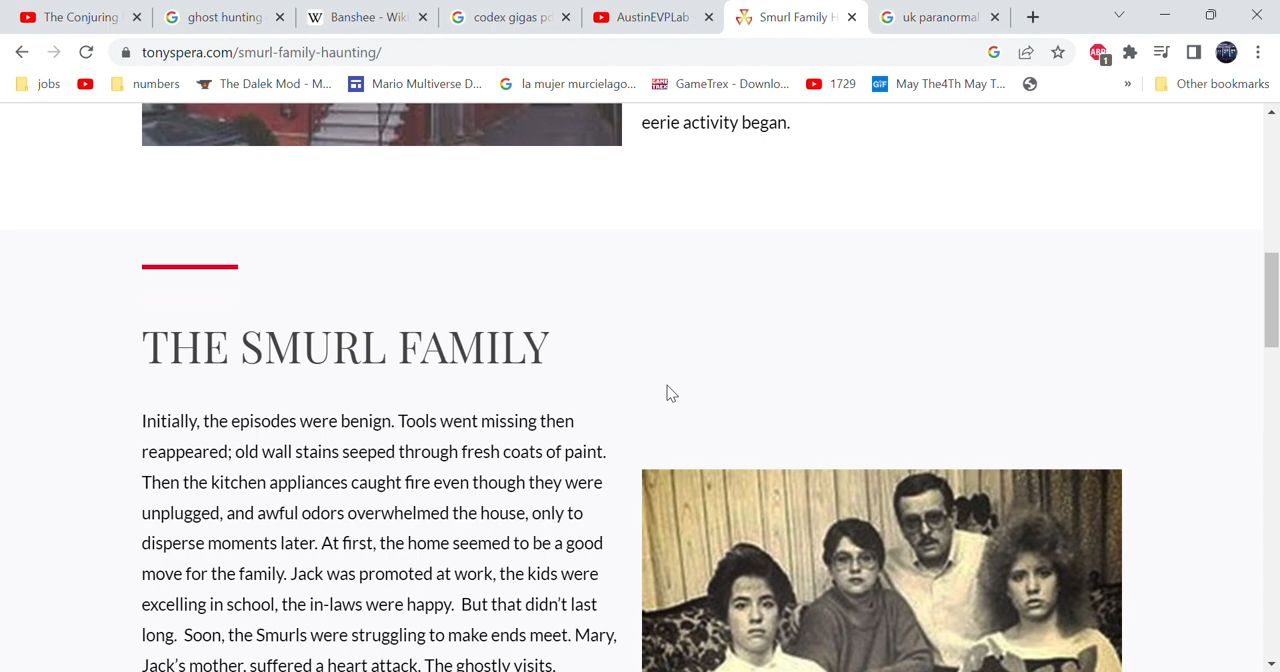 The Conjuring
ghost hunting
Banshee - Wiki
codex gigas pd
AustinEVPLab
Smurl Family H
uk paranormal
tonyspera.com/smurl-family-haunting/
ABP
1
jobs
numbers
The Dalek Mod - M...
Mario Multiverse D...
la mujer murcielago...
GameTrex - Downlo...
1729
GIF
May The4Th May T...
»
Other bookmarks
eerie activity began.
THE SMURL FAMILY
Initially, the episodes were benign. Tools went missing then
reappeared; old wall stains seeped through fresh coats of paint.
Then the kitchen appliances caught fire even though they were
unplugged, and awful odors overwhelmed the house, only to
disperse moments later. At first, the home seemed to be a good
move for the family. Jack was promoted at work, the kids were
excelling in school, the in-laws were happy. But that didn't last
long. Soon, the Smurls were struggling to make ends meet. Mary,
Jack's mother, suffered a heart attack. The ghostly visits,